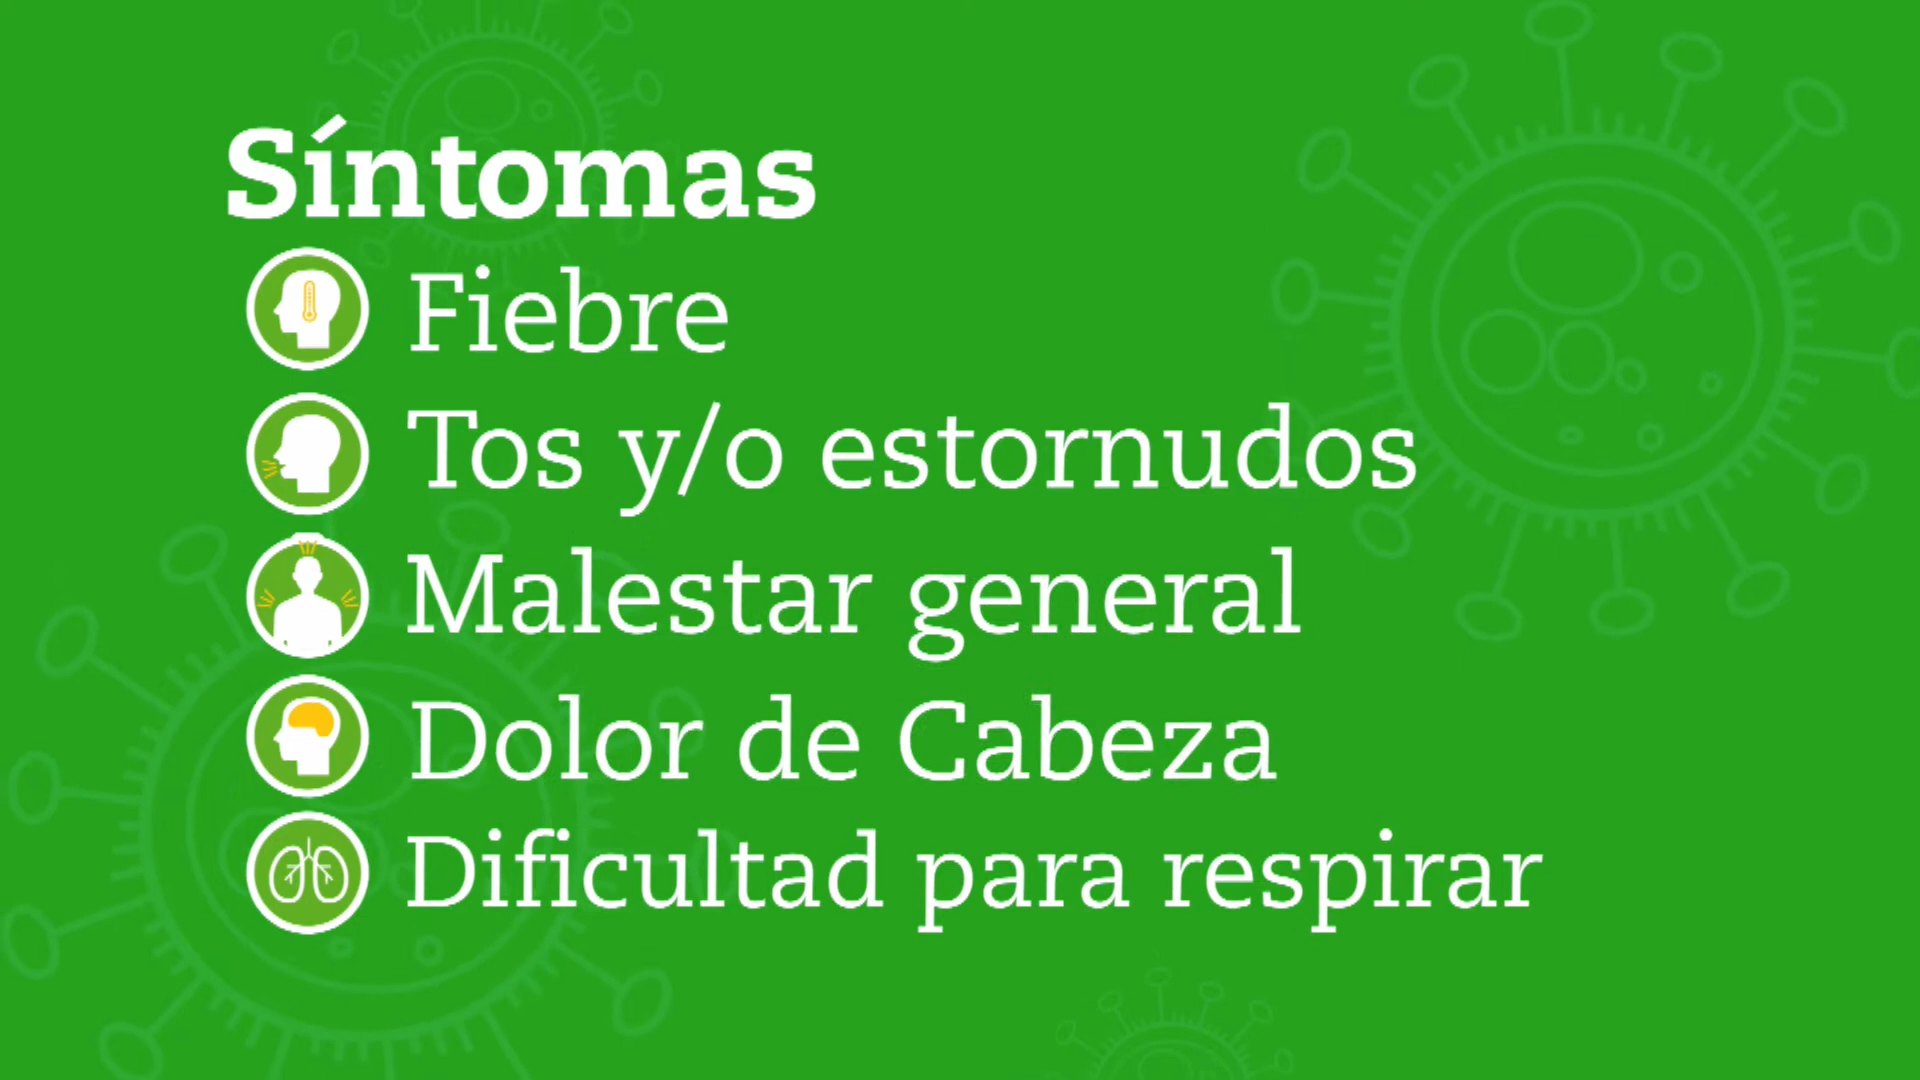 Síntomas
Fiebre
Tos y/o estornudos
Malestar general
Dolor de Cabeza
Dificultad para respirar